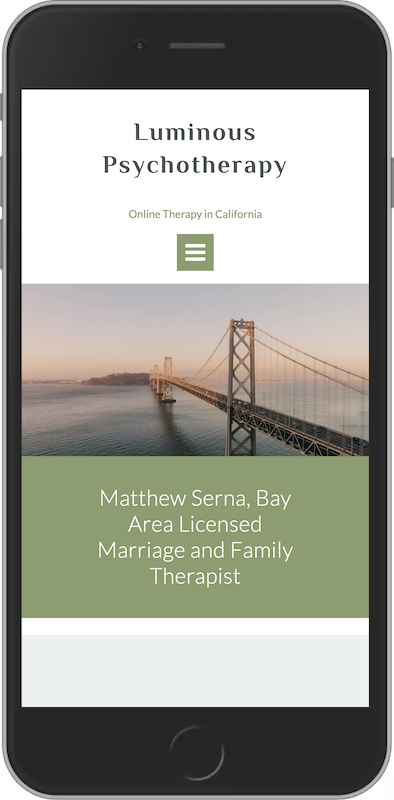 Luminous
Psychotherapy
Online Therapy in California
Matthew Serna, Bay
Area Licensed
Marriage and Family
Therapist